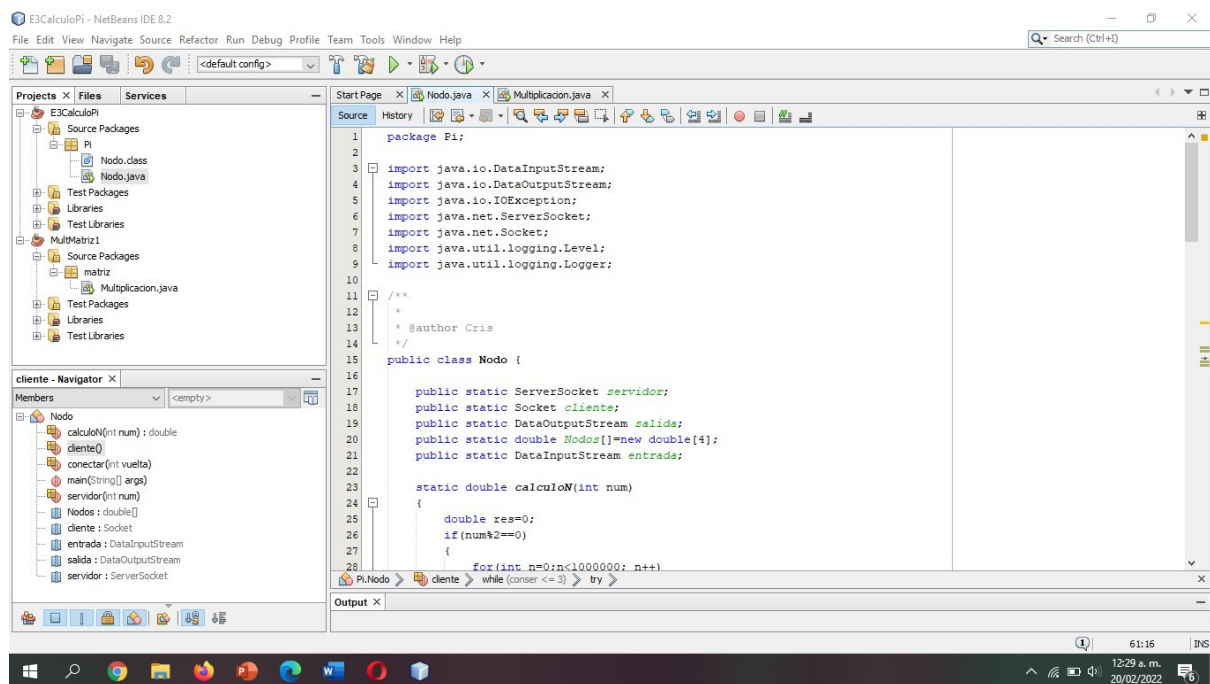 E3CalculoPi - NetBeans IDE 8.2
File Edit View Navigate Source Refactor Run Debug Profile Team Tools Window Help
Search (Ctrl+I)
<default config>
Projects Files Services
E3CalculoPi
Source Packages
Pi
Nodo.class
Nodo.java
Test Packages
Libraries
Test Libraries
MultMatriz1
Source Packages
matriz
Multiplicacion.java
Test Packages
Libraries
Test Libraries
cliente - Navigator
Members <empty>
Nodo
calculoN(int num) : double
cliente()
conectar(int vuelta)
main(String[] args)
servidor(int num)
Nodos : double[]
cliente : Socket
entrada : DataInputStream
salida : DataOutputStream
servidor : ServerSocket
Start Page Nodo.java Multiplicacion.java
Source History
1 package Pi;
2
3 import java.io.DataInputStream;
4 import java.io.DataOutputStream;
5 import java.io.IOException;
6 import java.net.ServerSocket;
7 import java.net.Socket;
8 import java.util.logging.Level;
9 import java.util.logging.Logger;
10
11 /**
12 *
13 * @author Cris
14 */
15 public class Nodo {
16
17 public static ServerSocket servidor;
18 public static Socket cliente;
19 public static DataOutputStream salida;
20 public static double Nodos[]=new double[4];
21 public static DataInputStream entrada;
22
23 static double calculoN(int num)
24 {
25 double res=0;
26 if(num%2==0)
27 {
28 for(int n=0;n<1000000; n++)
Pi.Nodo cliente while (conser <= 3) try
Output
1 61:16 INS
12:29 a. m.
20/02/2022
6